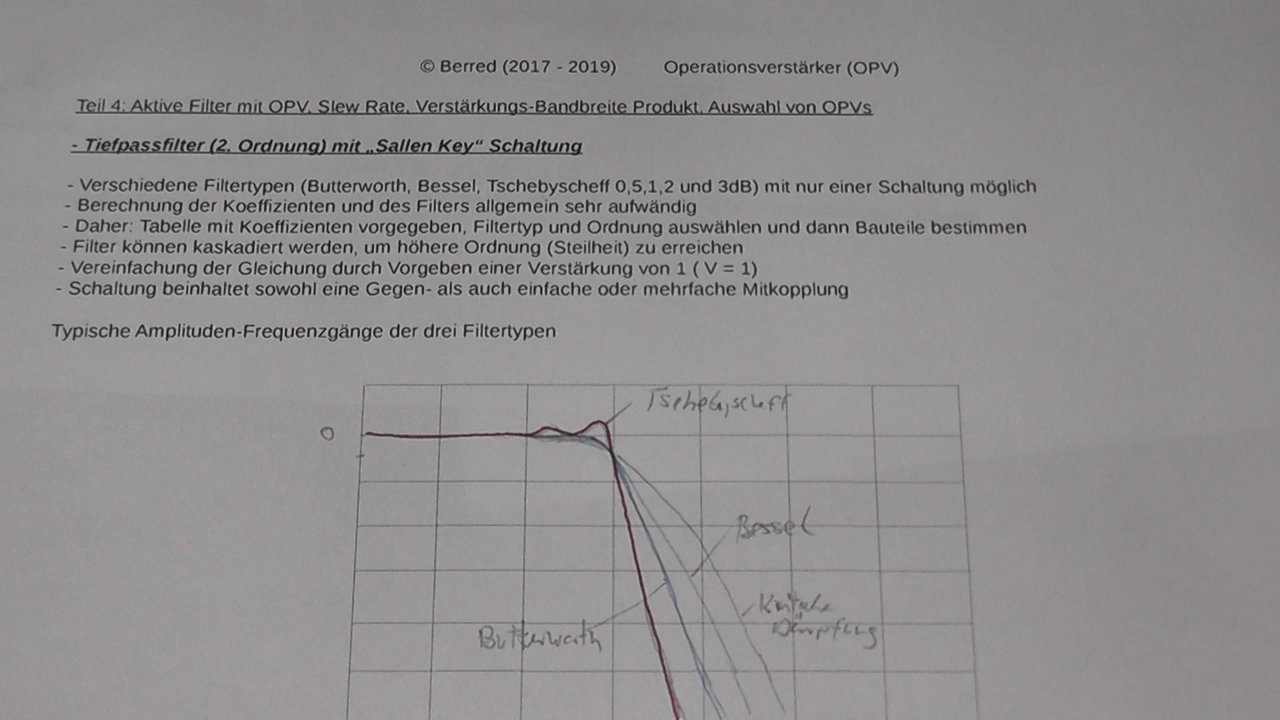 © Berred (2017 - 2019) Operationsverstärker (OPV)
Teil 4: Aktive Filter mit OPV, Slew Rate, Verstärkungs-Bandbreite Produkt, Auswahl von OPVs
- Tiefpassfilter (2. Ordnung) mit „Sallen Key“ Schaltung
- Verschiedene Filtertypen (Butterworth, Bessel, Tschebyscheff 0,5,1,2 und 3dB) mit nur einer Schaltung möglich
- Berechnung der Koeffizienten und des Filters allgemein sehr aufwändig
- Daher: Tabelle mit Koeffizienten vorgegeben, Filtertyp und Ordnung auswählen und dann Bauteile bestimmen
- Filter können kaskadiert werden, um höhere Ordnung (Steilheit) zu erreichen
- Vereinfachung der Gleichung durch Vorgeben einer Verstärkung von 1 ( V = 1)
- Schaltung beinhaltet sowohl eine Gegen- als auch einfache oder mehrfache Mitkopplung
Typische Amplituden-Frequenzgänge der drei Filtertypen
Tschebyscheff
0
Bessel
Kritische
Dämpfung
Butterworth